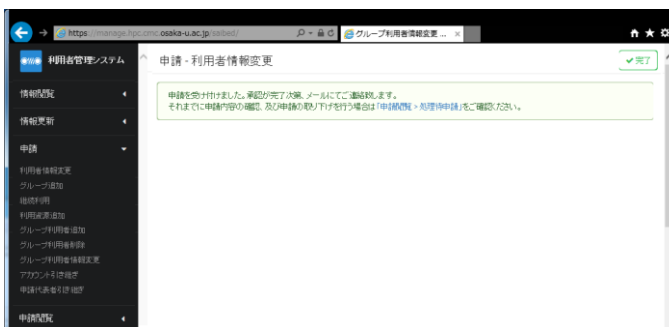 https://manage.hpc.cmc.osaka-u.ac.jp/saibed/
グループ利用者情報変更 ...
利用者管理システム
申請 - 利用者情報変更
完了
情報閲覧
申請を受け付けました。承認が完了次第、メールにてご連絡致します。
それまでに申請内容の確認、及び申請の取り下げを行う場合は「申請閲覧 > 処理待申請」をご確認ください。
情報更新
申請
利用者情報変更
グループ追加
継続利用
利用資源追加
グループ利用者追加
グループ利用者削除
グループ利用者情報変更
アカウント引き継ぎ
申請代表者引き継ぎ
申請閲覧